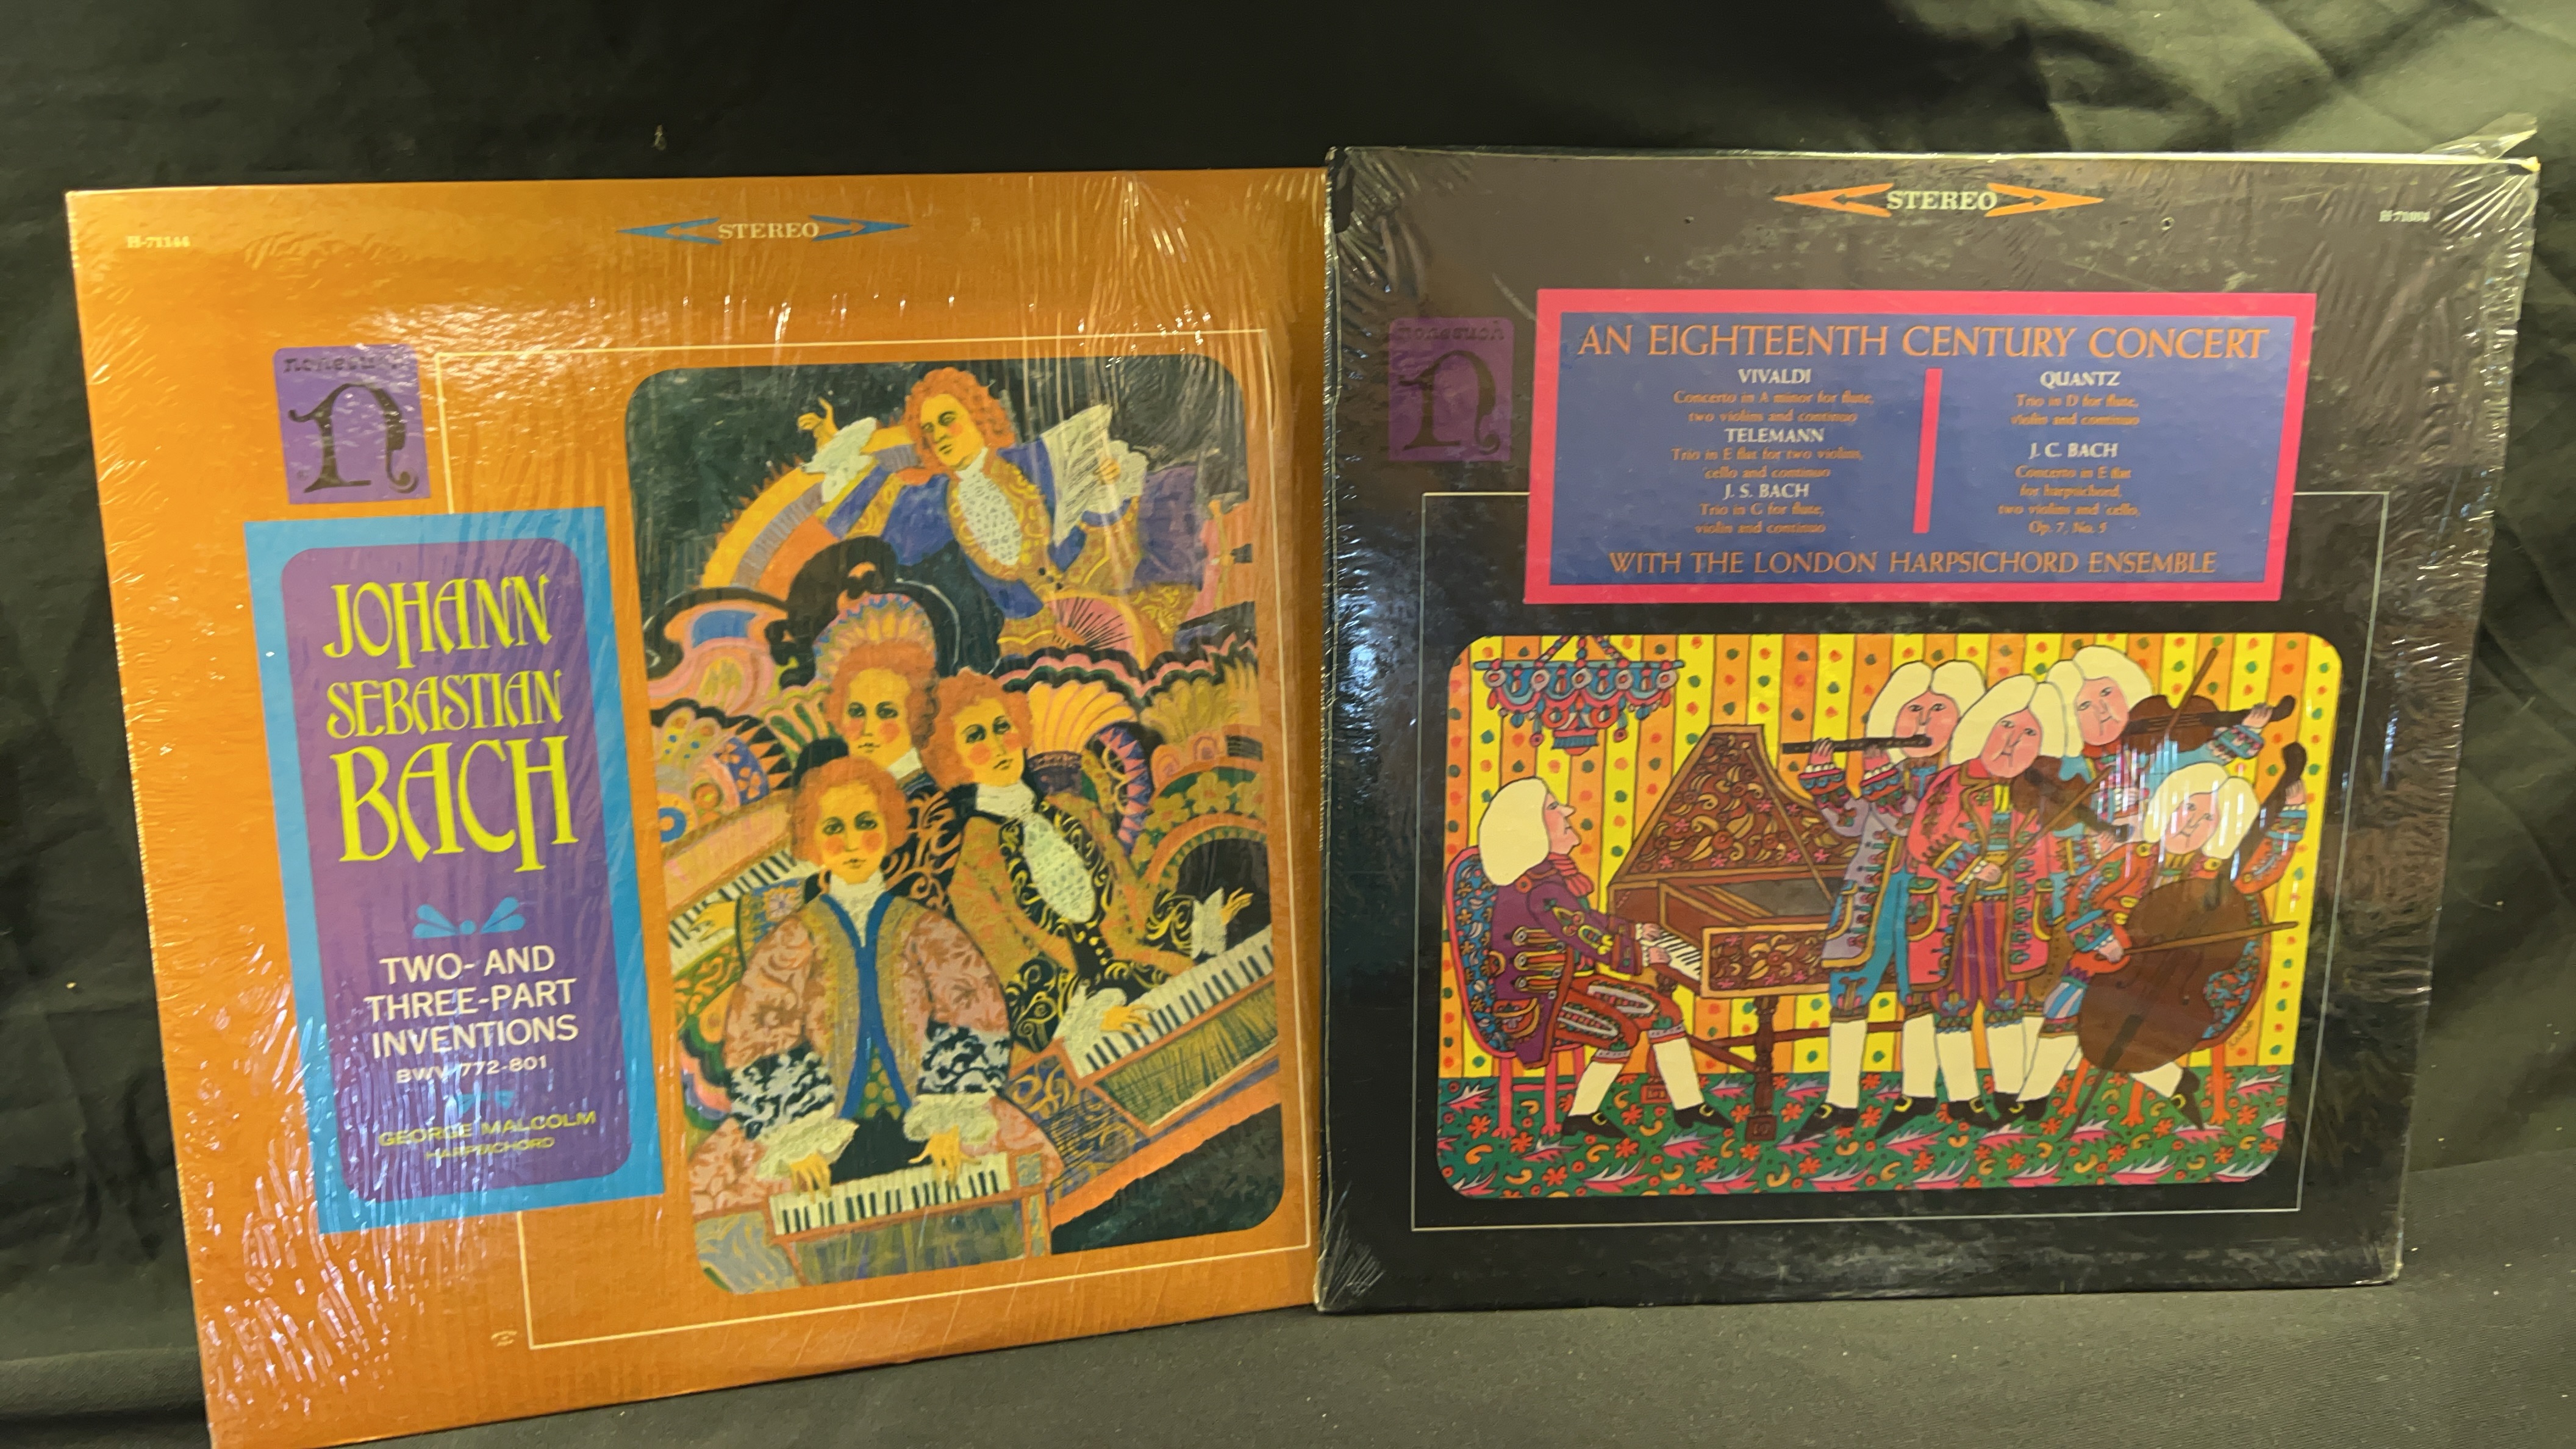 H-71144
STEREO
nonesuch
n
JOHANN
SEBASTIAN
BACH
TWO- AND
THREE-PART
INVENTIONS
BWV 772-801
GEORGE MALCOLM
HARPSICHORD
STEREO
nonesuch
n
AN EIGHTEENTH CENTURY CONCERT
VIVALDI
Concerto in A minor for flute,
two violins and continuo
TELEMANN
Trio in E flat for two violins,
'cello and continuo
J. S. BACH
Trio in G for flute,
violin and continuo
QUANTZ
Trio in D for flute,
violin and continuo
J. C. BACH
Concerto in E flat
for harpsichord,
two violins and 'cello,
Op. 7, No. 5
WITH THE LONDON HARPSICHORD ENSEMBLE